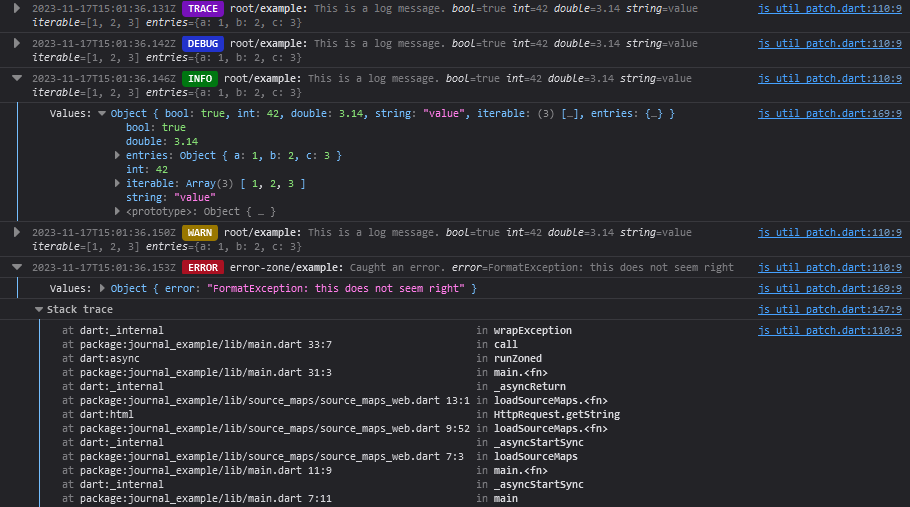 2023-11-17T15:01:36.131Z TRACE root/example: This is a log message. bool=true int=42 double=3.14 string=value js_util_patch.dart:110:9
iterable=[1, 2, 3] entries={a: 1, b: 2, c: 3}
2023-11-17T15:01:36.142Z DEBUG root/example: This is a log message. bool=true int=42 double=3.14 string=value js_util_patch.dart:110:9
iterable=[1, 2, 3] entries={a: 1, b: 2, c: 3}
2023-11-17T15:01:36.146Z INFO root/example: This is a log message. bool=true int=42 double=3.14 string=value js_util_patch.dart:110:9
iterable=[1, 2, 3] entries={a: 1, b: 2, c: 3}
Values: Object { bool: true, int: 42, double: 3.14, string: "value", iterable: (3) […], entries: {…} } js_util_patch.dart:169:9
bool: true
double: 3.14
entries: Object { a: 1, b: 2, c: 3 }
int: 42
iterable: Array(3) [ 1, 2, 3 ]
string: "value"
<prototype>: Object { … }
2023-11-17T15:01:36.150Z WARN root/example: This is a log message. bool=true int=42 double=3.14 string=value js_util_patch.dart:110:9
iterable=[1, 2, 3] entries={a: 1, b: 2, c: 3}
2023-11-17T15:01:36.153Z ERROR error-zone/example: Caught an error. error=FormatException: this does not seem right js_util_patch.dart:110:9
Values: Object { error: "FormatException: this does not seem right" } js_util_patch.dart:169:9
Stack trace js_util_patch.dart:147:9
at dart:_internal in wrapException js_util_patch.dart:110:9
at package:journal_example/lib/main.dart 33:7 in call
at dart:async in runZoned
at package:journal_example/lib/main.dart 31:3 in main.<fn>
at dart:_internal in _asyncReturn
at package:journal_example/lib/source_maps/source_maps_web.dart 13:1 in loadSourceMaps.<fn>
at dart:html in HttpRequest.getString
at package:journal_example/lib/source_maps/source_maps_web.dart 9:52 in loadSourceMaps.<fn>
at dart:_internal in _asyncStartSync
at package:journal_example/lib/source_maps/source_maps_web.dart 7:3 in loadSourceMaps
at package:journal_example/lib/main.dart 11:9 in main.<fn>
at dart:_internal in _asyncStartSync
at package:journal_example/lib/main.dart 7:11 in main